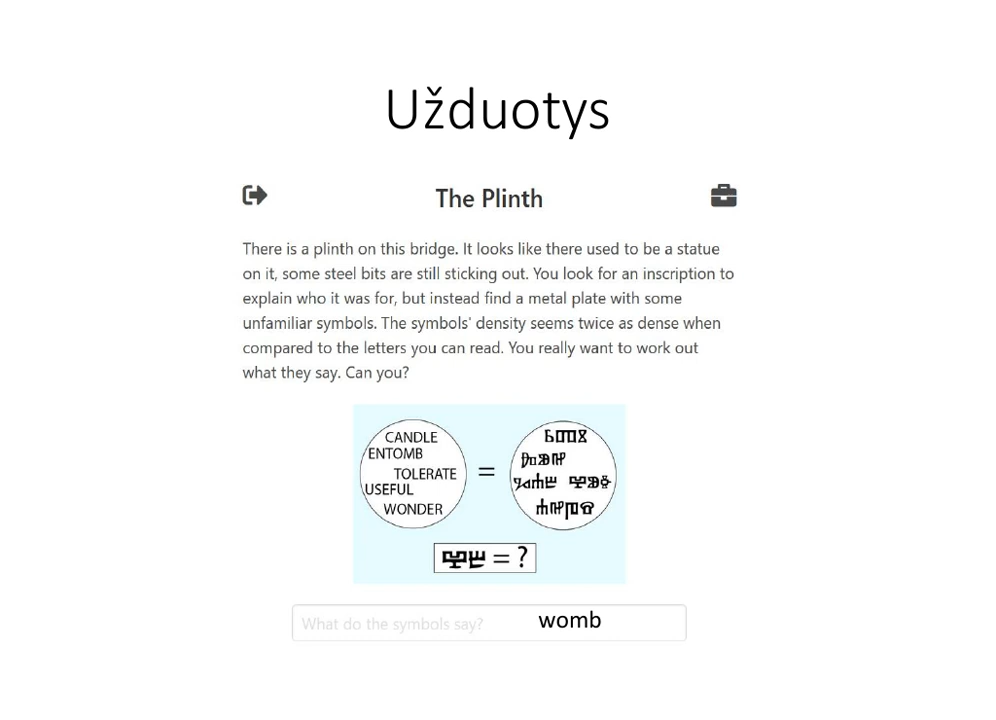 Užduotys
The Plinth
There is a plinth on this bridge. It looks like there used to be a statue
on it, some steel bits are still sticking out. You look for an inscription to
explain who it was for, but instead find a metal plate with some
unfamiliar symbols. The symbols' density seems twice as dense when
compared to the letters you can read. You really want to work out
what they say. Can you?
CANDLE
ENTOMB
TOLERATE
USEFUL
WONDER
=
= ?
What do the symbols say? womb